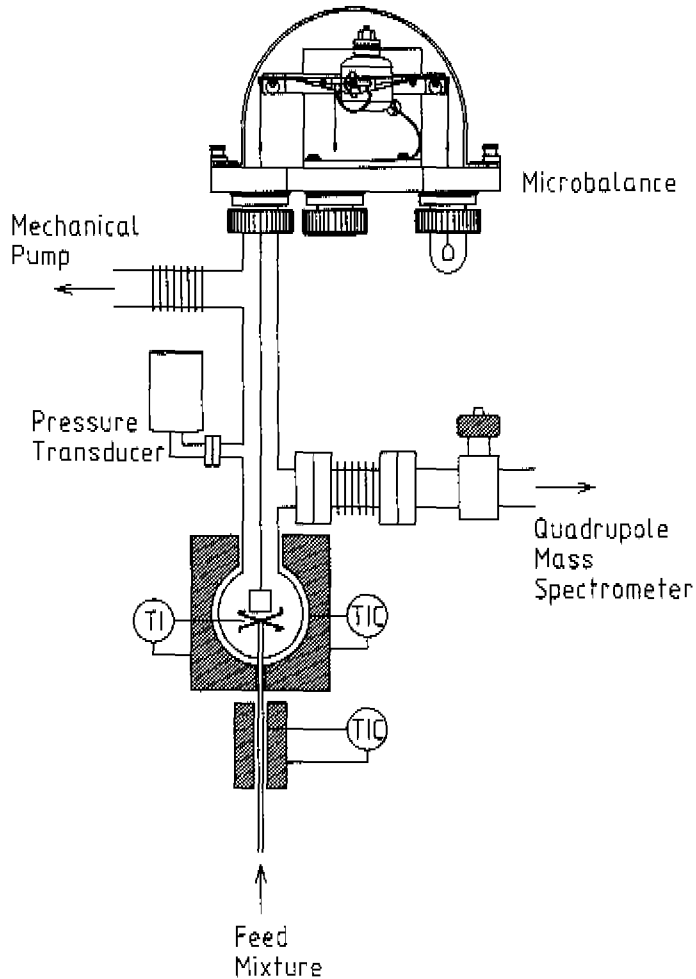 Microbalance
Mechanical
Pump
Pressure
Transducer
Quadrupole
Mass
Spectrometer
TI
TIC
TIC
Feed
Mixture